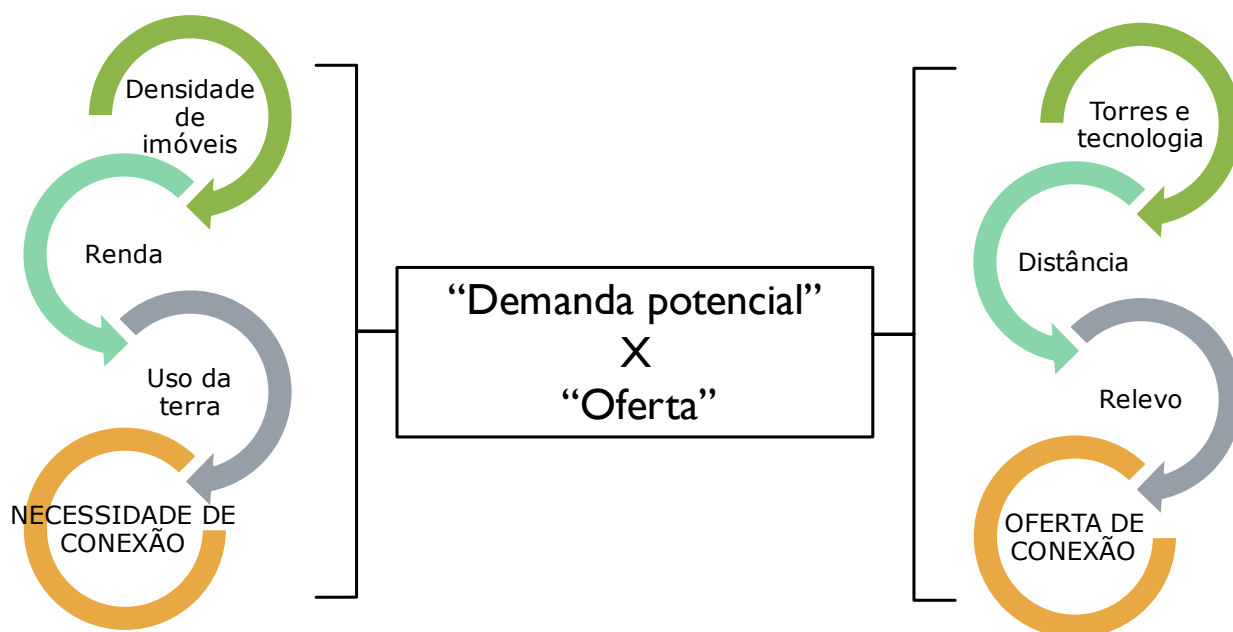 Densidade
de
imóveis
Renda
Uso da
terra
NECESSIDADE DE
CONEXÃO
“Demanda potencial”
X
“Oferta”
Torres e
tecnologia
Distância
Relevo
OFERTA DE
CONEXÃO